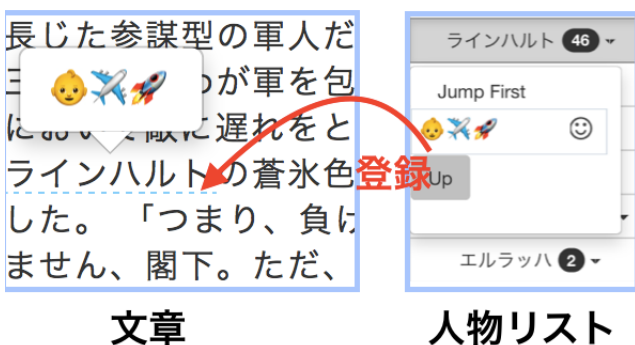 長じた参謀型の軍人だ
わが軍を包
において敵に遅れをと
ラインハルトの蒼氷色
した。「つまり、負け
ません、閣下。ただ、
👶✈️🚀
文章
登録
ラインハルト 46
Jump First
👶✈️🚀
Up
エルラッハ 2
人物リスト